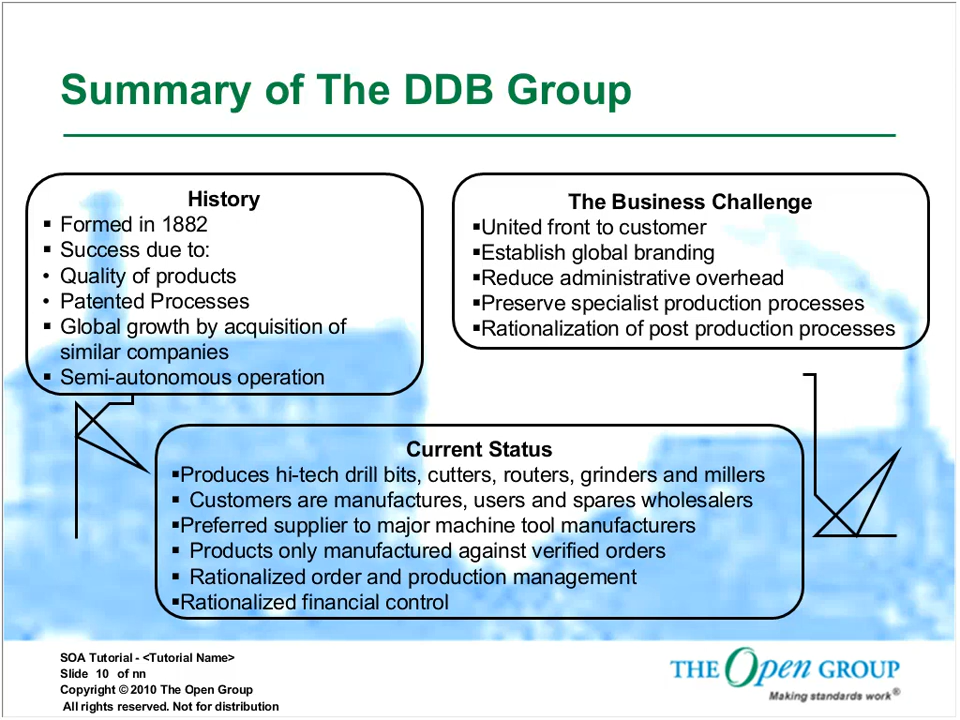 Summary of The DDB Group
History
▪ Formed in 1882
▪ Success due to:
• Quality of products
• Patented Processes
▪ Global growth by acquisition of
similar companies
▪ Semi-autonomous operation
The Business Challenge
▪United front to customer
▪Establish global branding
▪Reduce administrative overhead
▪Preserve specialist production processes
▪Rationalization of post production processes
Current Status
▪Produces hi-tech drill bits, cutters, routers, grinders and millers
▪ Customers are manufactures, users and spares wholesalers
▪Preferred supplier to major machine tool manufacturers
▪ Products only manufactured against verified orders
▪ Rationalized order and production management
▪Rationalized financial control
SOA Tutorial - <Tutorial Name>
Slide 10 of nn
Copyright © 2010 The Open Group
All rights reserved. Not for distribution
THE Open GROUP
Making standards work®